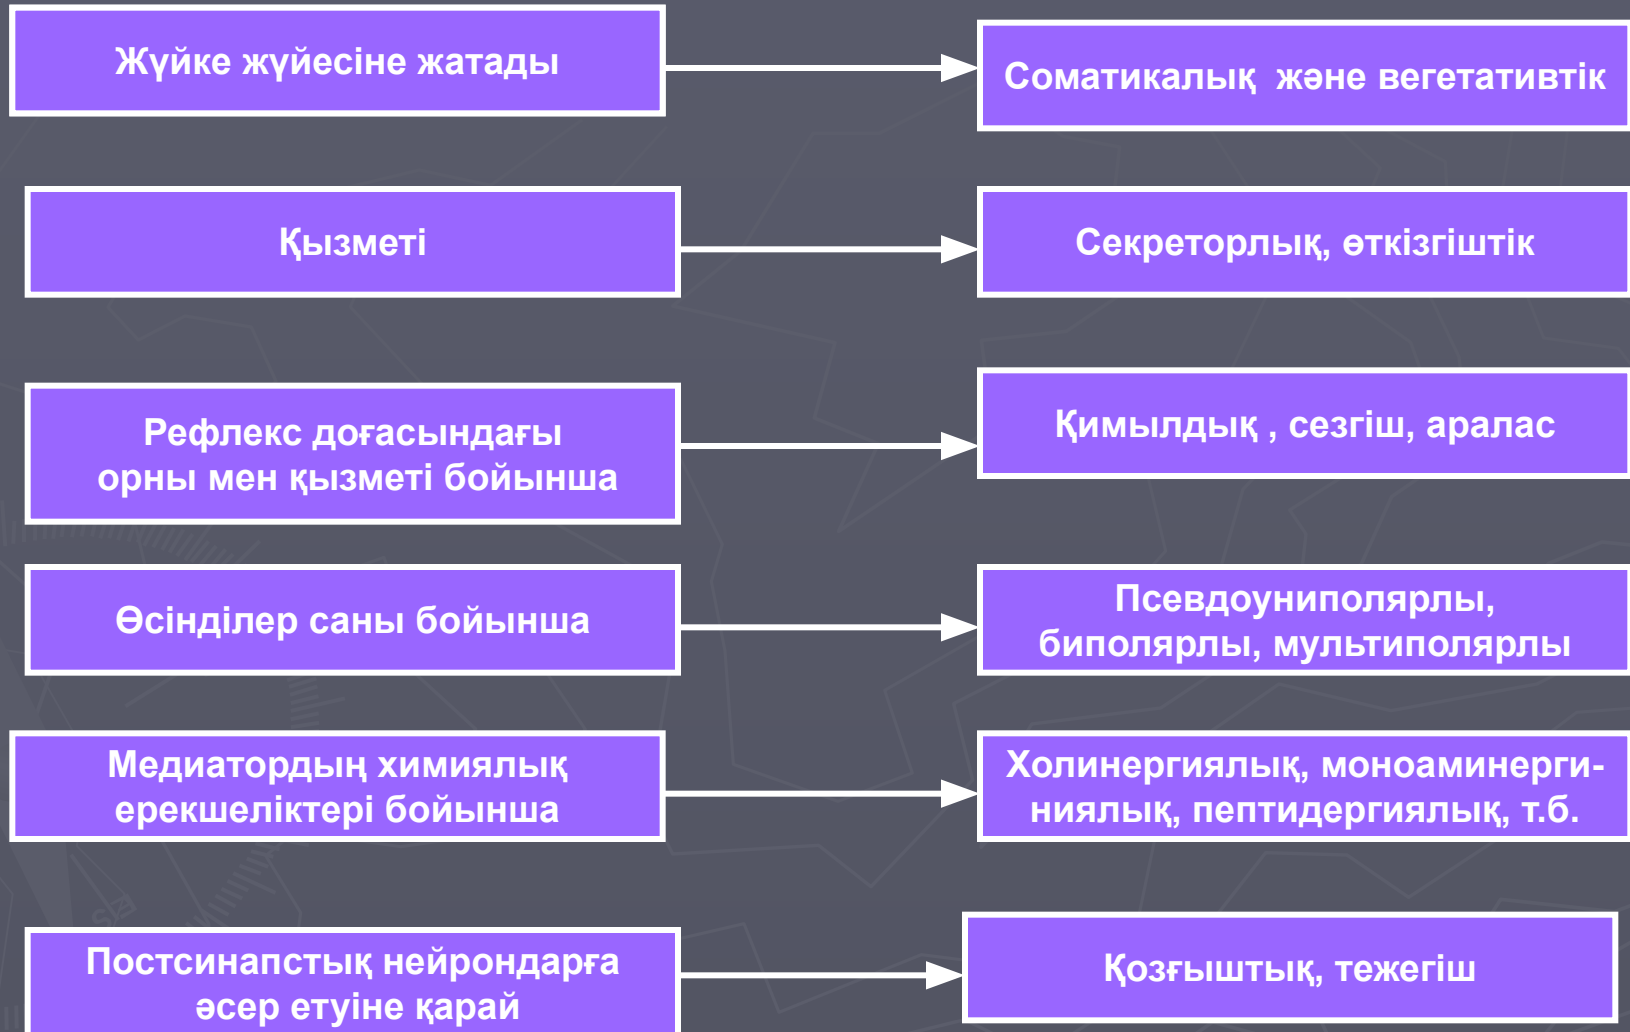 Жүйке жүйесіне жатады
Соматикалық және вегетативтік
Қызметі
Секреторлық, өткізгіштік
Рефлекс доғасындағы
орны мен қызметі бойынша
Қимылдық , сезгіш, аралас
Өсінділер саны бойынша
Псевдоуниполярлы,
биполярлы, мультиполярлы
Медиатордың химиялық
ерекшеліктері бойынша
Холинергиялық, моноаминерги-
ниялық, пептидергиялық, т.б.
Постсинапстық нейрондарға
әсер етуіне қарай
Қозғыштық, тежегіш